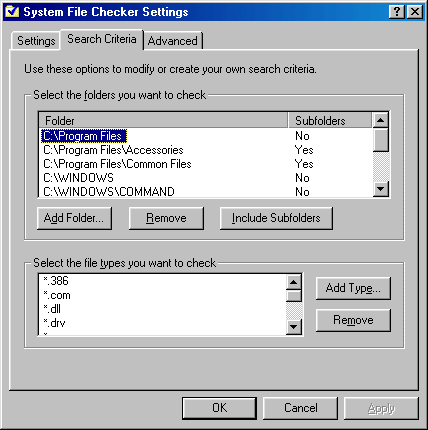 System File Checker Settings
Settings Search Criteria Advanced
Use these options to modify or create your own search criteria.
Select the folders you want to check
Folder Subfolders
C:\Program Files No
C:\Program Files\Accessories Yes
C:\Program Files\Common Files Yes
C:\WINDOWS No
C:\WINDOWS\COMMAND No
Add Folder... Remove Include Subfolders
Select the file types you want to check
*.386
*.com
*.dll
*.drv
Add Type...
Remove
OK Cancel Apply